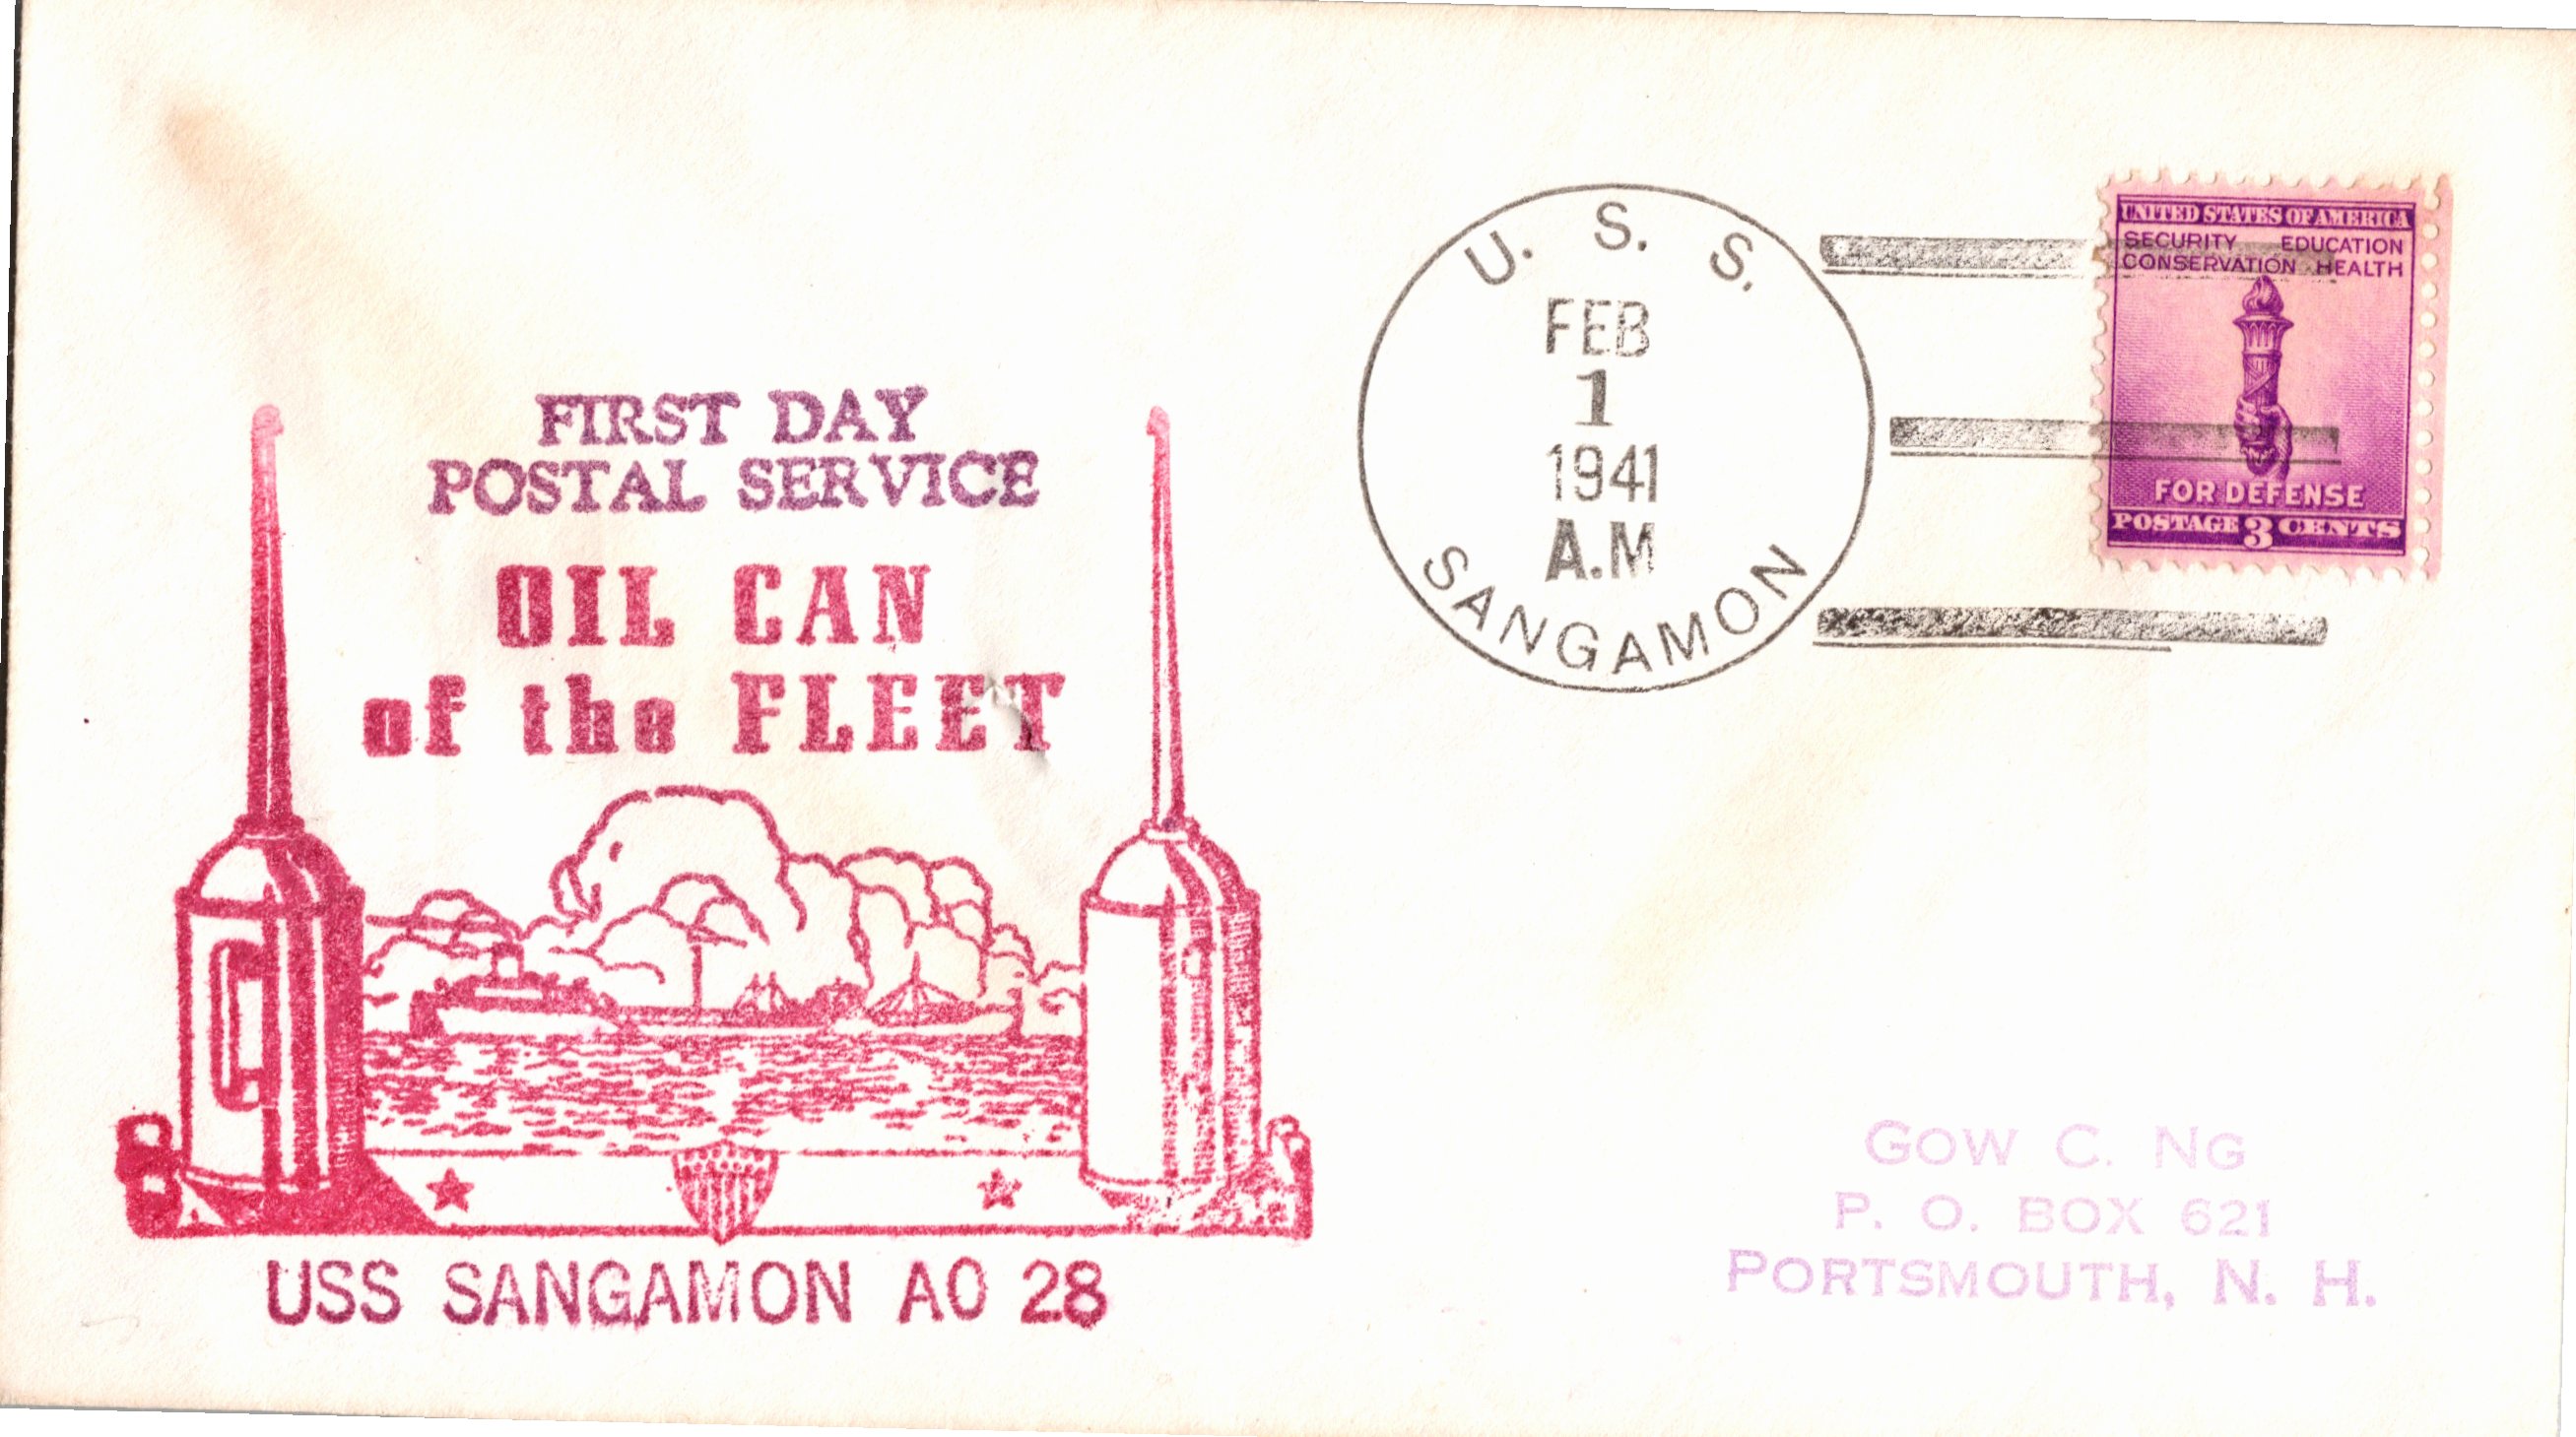 FIRST DAY
POSTAL SERVICE
OIL CAN
of the FLEET
USS SANGAMON AO 28
U. S. S.
FEB
1
1941
A.M
SANGAMON
UNITED STATES OF AMERICA
SECURITY EDUCATION
CONSERVATION HEALTH
FOR DEFENSE
POSTAGE 3 CENTS
GOW C. NG
P. O. BOX 621
PORTSMOUTH, N. H.